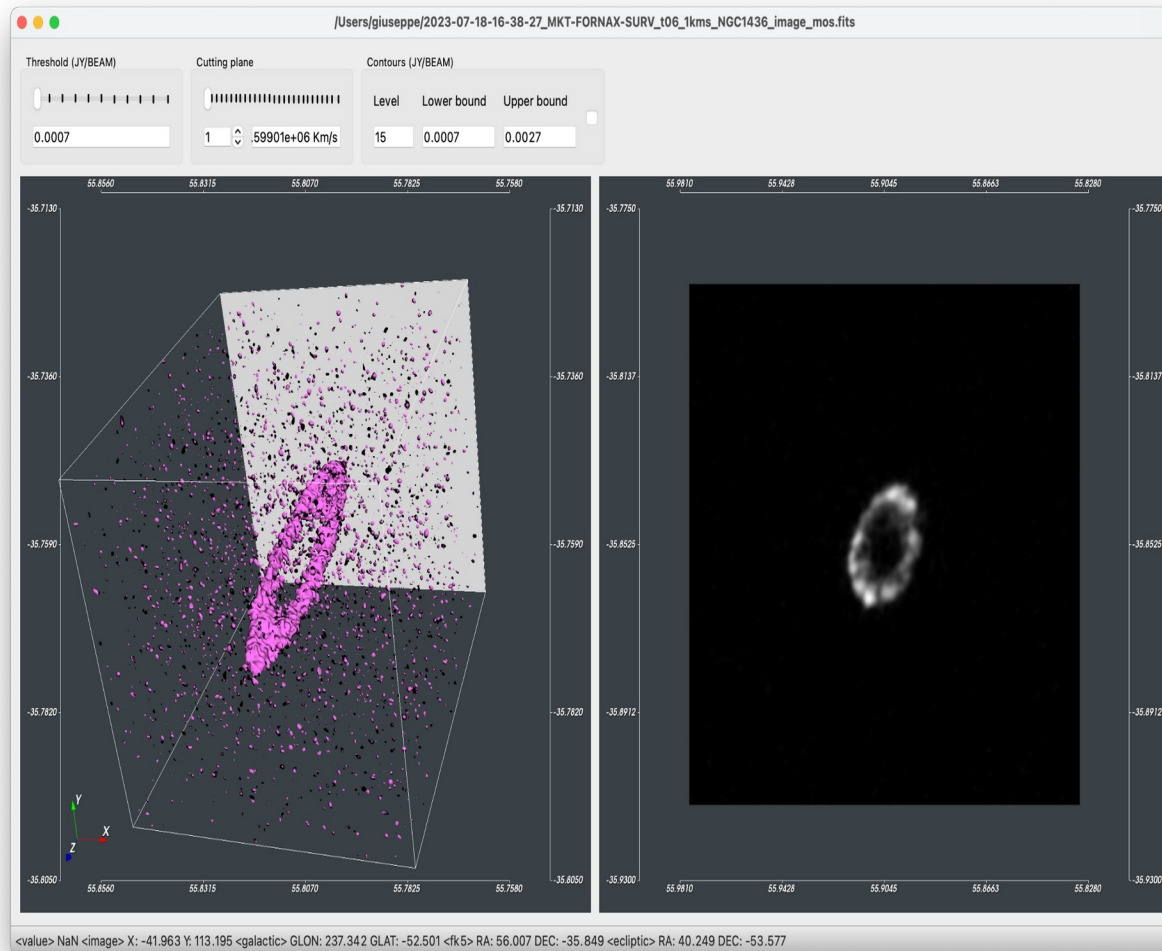 /Users/giuseppe/2023-07-18-16-38-27_MKT-FORNAX-SURV_t06_1kms_NGC1436_image_mos.fits
Threshold (JY/BEAM)
Cutting plane
Contours (JY/BEAM)
Level Lower bound Upper bound
0.0007
1 .59901e+06 Km/s
15 0.0007 0.0027
55.8560 55.8315 55.8070 55.7825 55.7580
55.9810 55.9428 55.9045 55.8663 55.8280
-35.7130 -35.7130 -35.7750 -35.7750
-35.7360 -35.7360 -35.8137 -35.8137
-35.7590 -35.7590 -35.8525 -35.8525
-35.7820 -35.7820 -35.8912 -35.8912
Y
X
Z
-35.8050 -35.8050 -35.9300 -35.9300
55.8560 55.8315 55.8070 55.7825 55.7580
55.9810 55.9428 55.9045 55.8663 55.8280
<value> NaN <image> X: -41.963 Y: 113.195 <galactic> GLON: 237.342 GLAT: -52.501 <fk5> RA: 56.007 DEC: -35.849 <ecliptic> RA: 40.249 DEC: -53.577